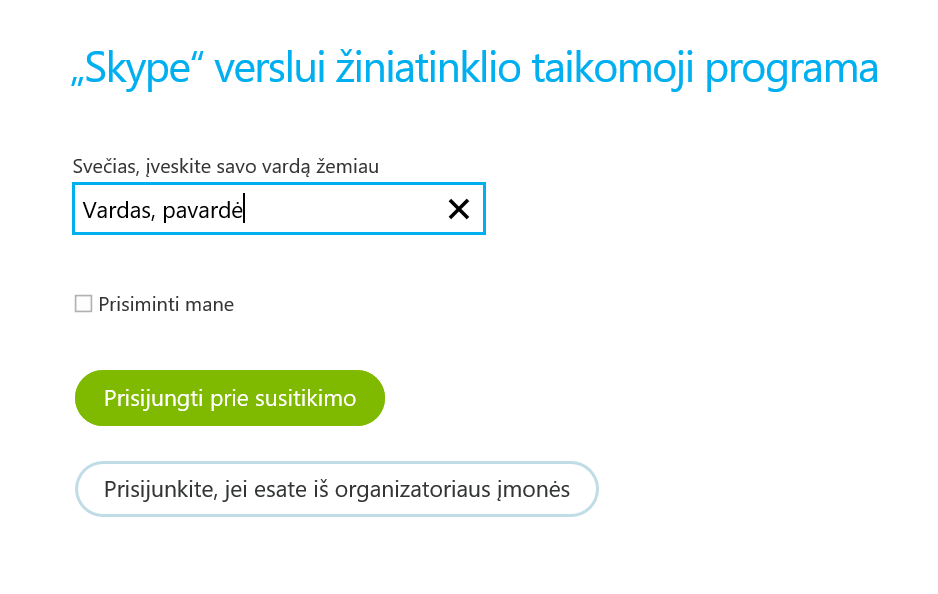 „Skype“ verslui žiniatinklio taikomoji programa
Svečias, įveskite savo vardą žemiau
Vardas, pavardė
Prisiminti mane
Prisijungti prie susitikimo
Prisijunkite, jei esate iš organizatoriaus įmonės